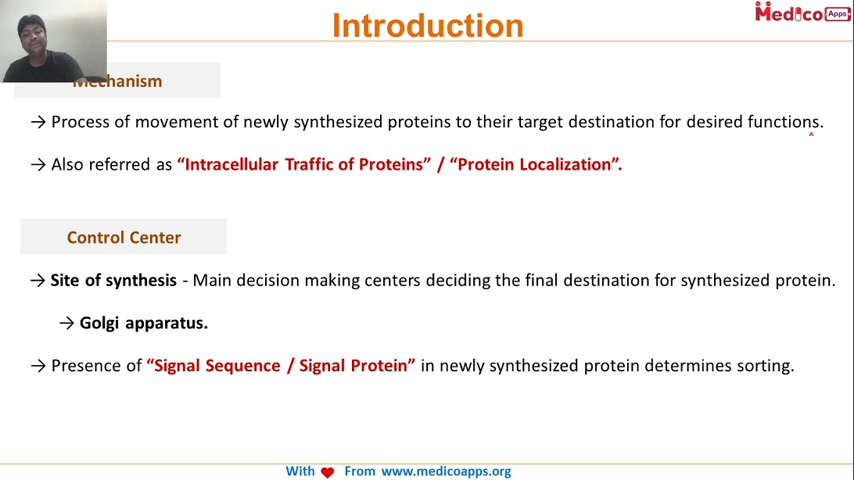 Introduction
Medico Apps
Mechanism
→ Process of movement of newly synthesized proteins to their target destination for desired functions.
→ Also referred as “Intracellular Traffic of Proteins” / “Protein Localization”.
Control Center
→ Site of synthesis - Main decision making centers deciding the final destination for synthesized protein.
→ Golgi apparatus.
→ Presence of “Signal Sequence / Signal Protein” in newly synthesized protein determines sorting.
With ❤ From www.medicoapps.org